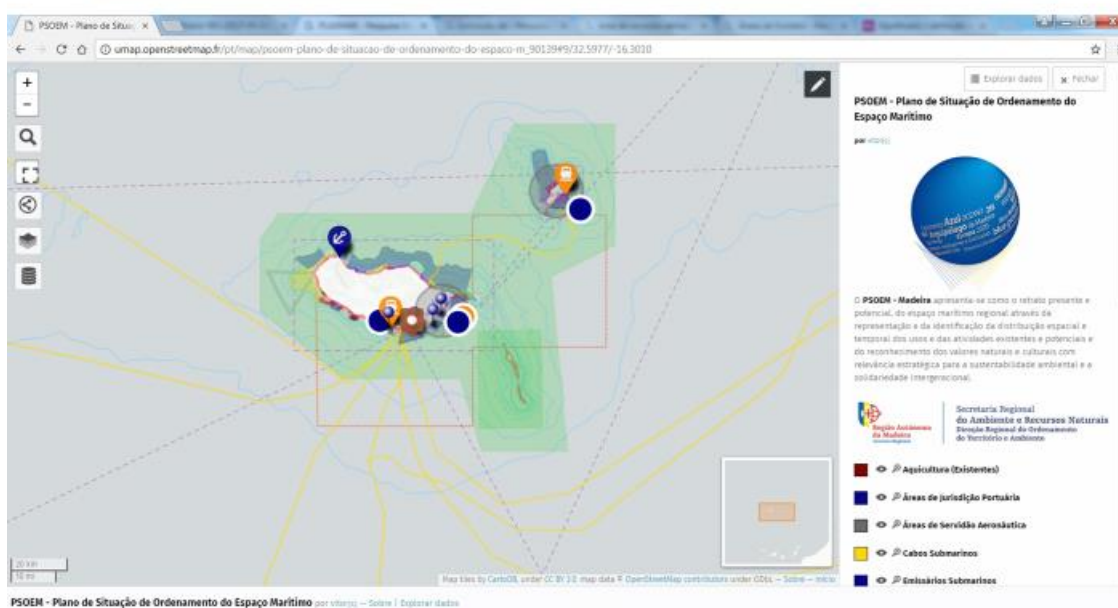 PSOEM - Plano de Situaç
umap.openstreetmap.fr/pt/map/psoem-plano-de-situacao-de-ordenamento-do-espaco-m_90139#9/32.5977/-16.3010
Explorar dados
Fechar
PSOEM - Plano de Situação de Ordenamento do
Espaço Marítimo
por
O PSOEM - Madeira apresenta-se como o retrato presente e
potencial, do espaço marítimo regional através da
representação e da identificação da distribuição espacial e
temporal dos usos e das atividades existentes e potenciais e
do reconhecimento dos valores naturais e culturais com
relevância estratégica para a sustentabilidade ambiental e a
solidariedade intergeracional.
Região Autónoma
da Madeira
Secretaria Regional
do Ambiente e Recursos Naturais
Direção Regional do Ordenamento
do Território e Ambiente
Aquicultura (Existentes)
Áreas de Jurisdição Portuária
Áreas de Servidão Aeronáutica
Cabos Submarinos
Emissários Submarinos
20 km
10 mi
Map tiles by CartoDB, under CC BY 3.0. map data © OpenStreetMap contributors under ODbL — Sobre — Início
PSOEM - Plano de Situação de Ordenamento do Espaço Marítimo por — Sobre | Explorar dados